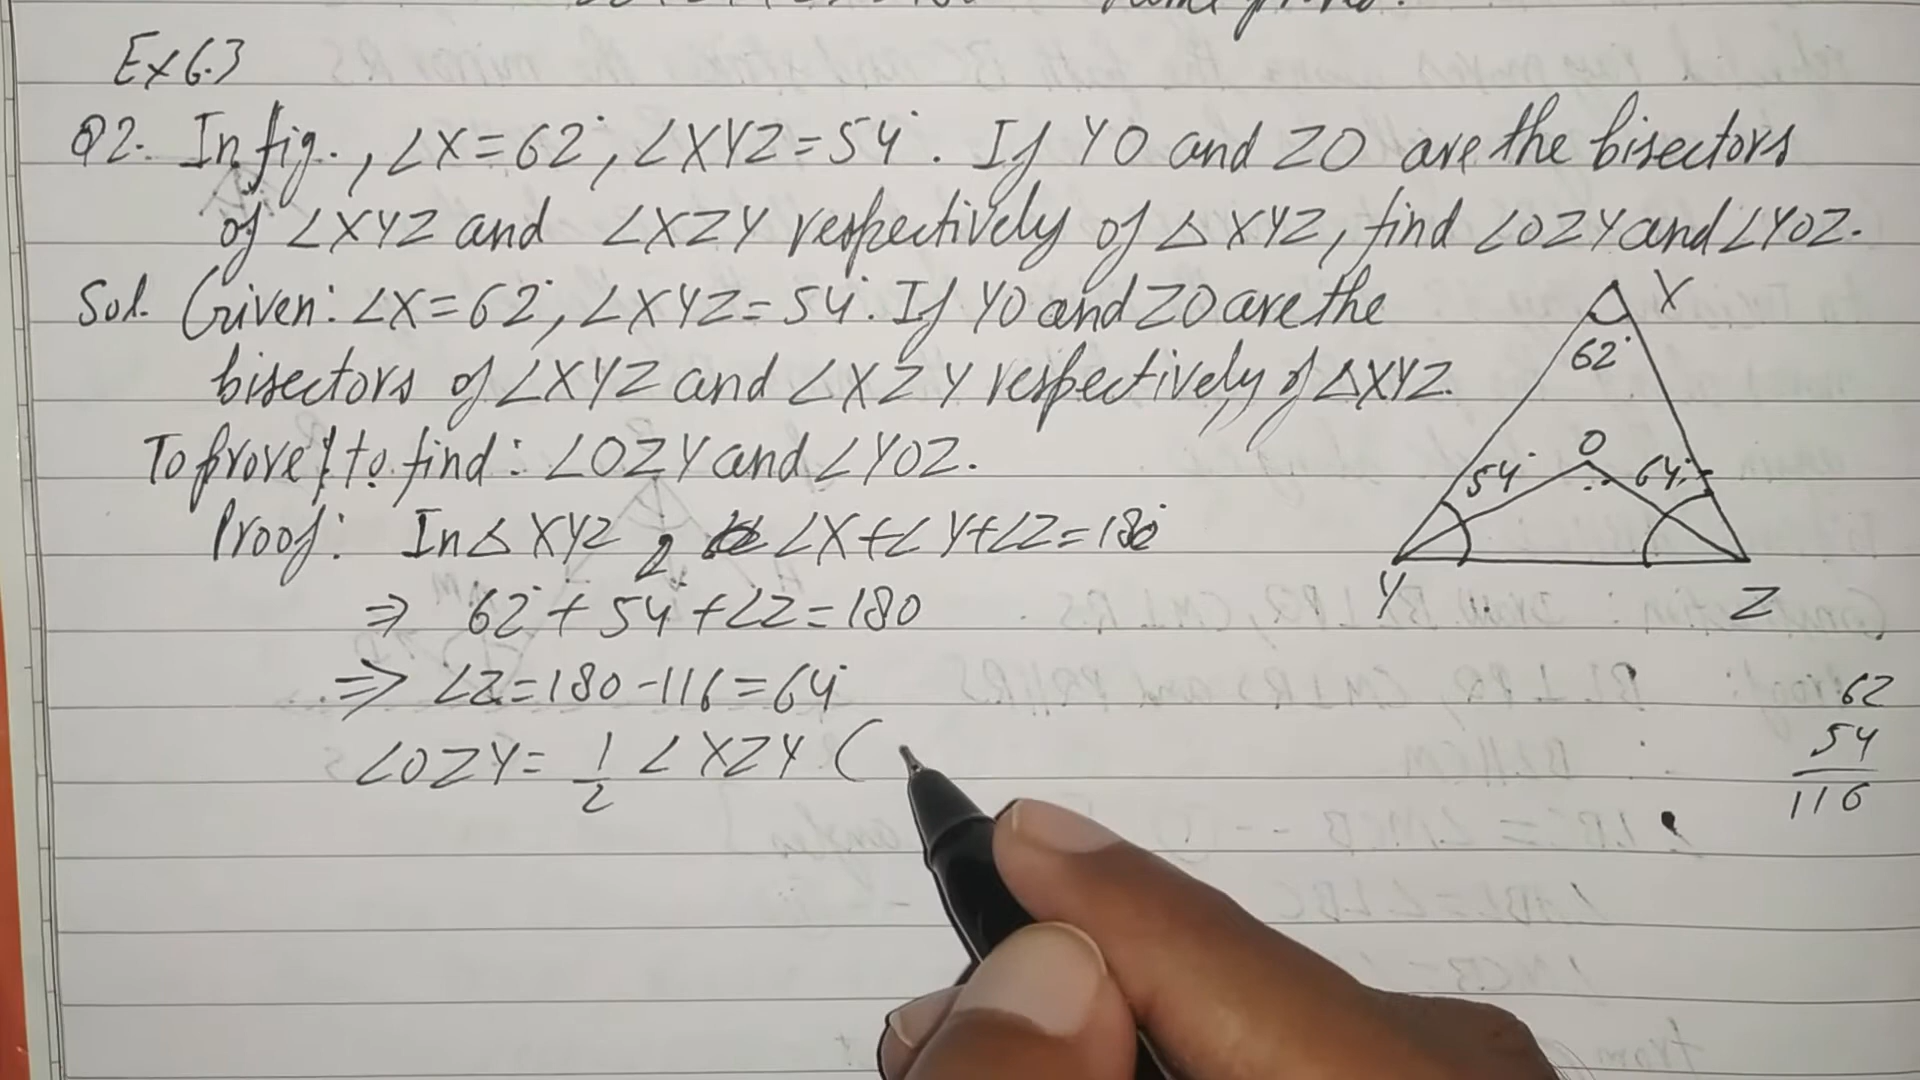 Ex 6.3
Q2. In fig., ∠X=62°, ∠XYZ=54°. If YO and ZO are the bisectors
of ∠XYZ and ∠XZY respectively of △XYZ, find ∠OZY and ∠YOZ.
Sol. Given: ∠X=62°, ∠XYZ=54°. If YO and ZO are the
bisectors of ∠XYZ and ∠XZY respectively, of △XYZ.
To prove / to find: ∠OZY and ∠YOZ.
Proof: In △XYZ, ∠X+∠Y+∠Z=180°
⇒ 62°+54°+∠Z=180
⇒ ∠Z=180-116=64°
∠OZY=1/2 ∠XZY (
X
62°
O
54°
64°
Y
Z
62
54
116